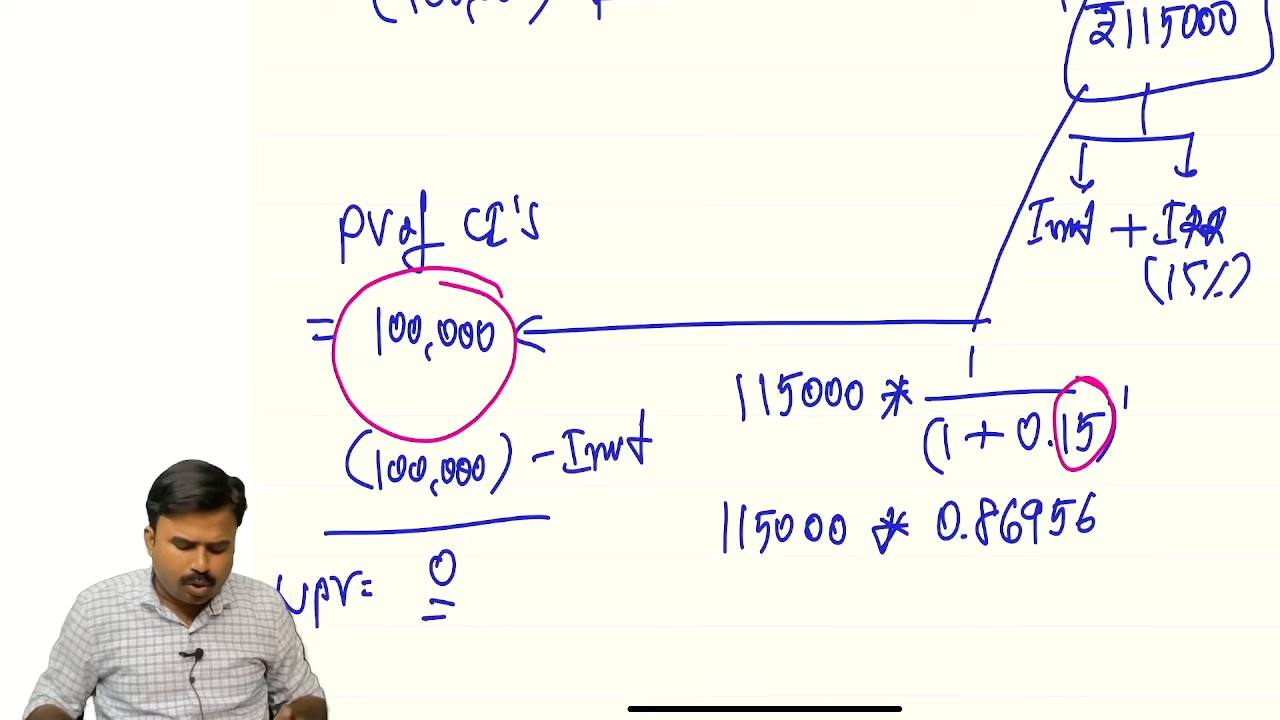 ₹115000
PV of CI's
Invt + IRR
(15%)
= 100,000
115000 * 1
(1 + 0.15)1
(100,000) - Invt
115000 * 0.86956
NPV= 0